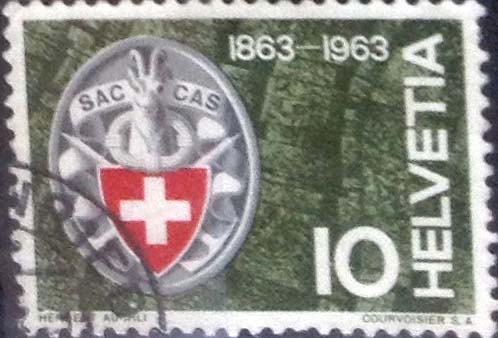 1863-1963
SAC CAS
HELVETIA
10
COURVOISIER S.A.